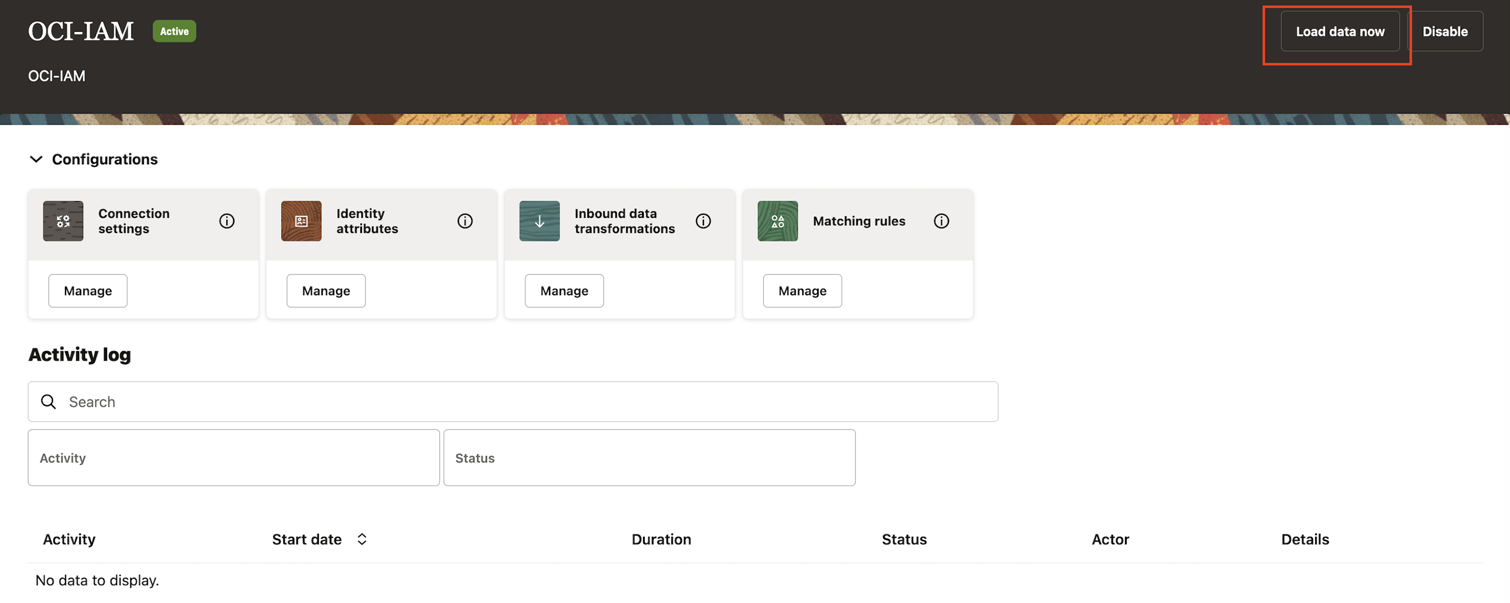 OCI-IAM Active
Load data now Disable
OCI-IAM
Configurations
Connection settings
Identity attributes
Inbound data transformations
Matching rules
Manage Manage Manage Manage
Activity log
Search
Activity Status
Activity Start date Duration Status Actor Details
No data to display.